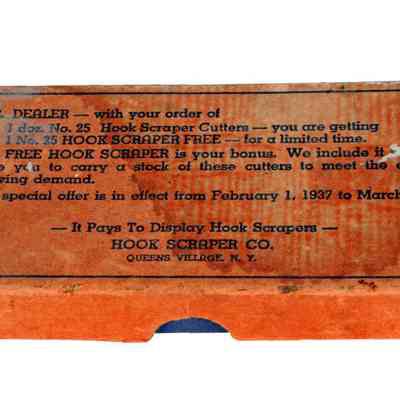 DEALER — with your order of
1 doz. No. 25 Hook Scraper Cutters — you are getting
1 No. 25 HOOK SCRAPER FREE — for a limited time.
FREE HOOK SCRAPER is your bonus. We include it
you to carry a stock of these cutters to meet the
demand.
special offer is in effect from February 1, 1937 to March
— It Pays To Display Hook Scrapers —
HOOK SCRAPER CO.
QUEENS VILLAGE, N. Y.